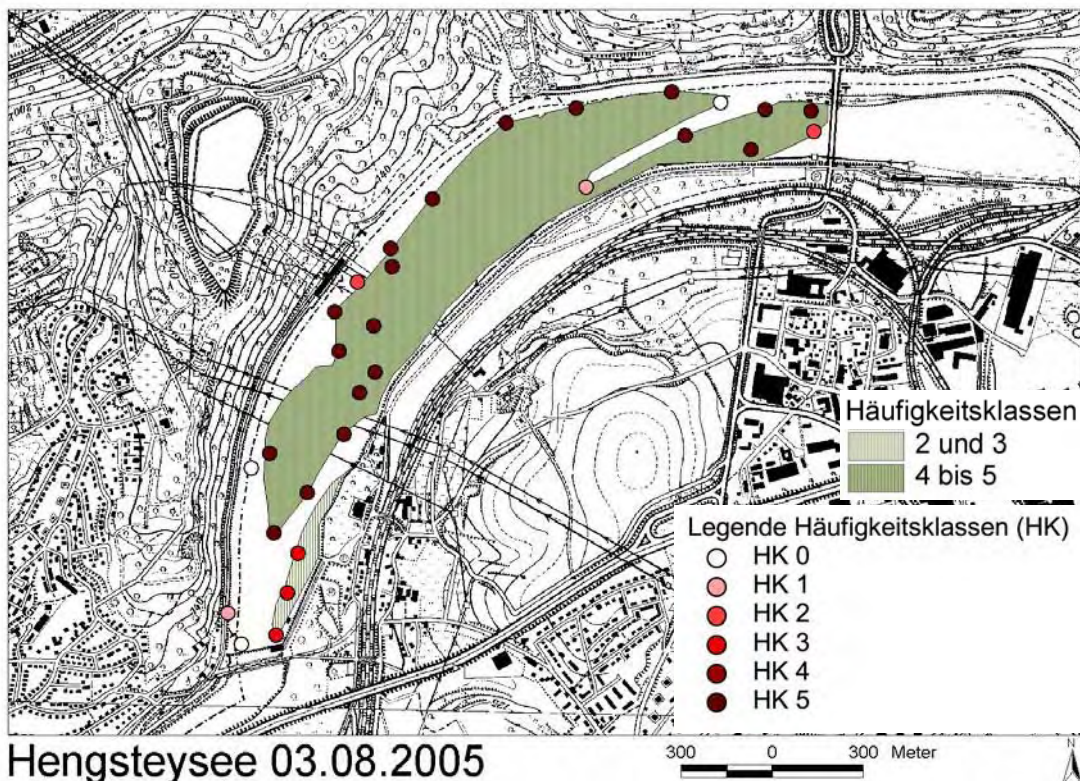 Häufigkeitsklassen
2 und 3
4 bis 5
Legende Häufigkeitsklassen (HK)
HK 0
HK 1
HK 2
HK 3
HK 4
HK 5
Hengsteysee 03.08.2005
300 0 300 Meter
N